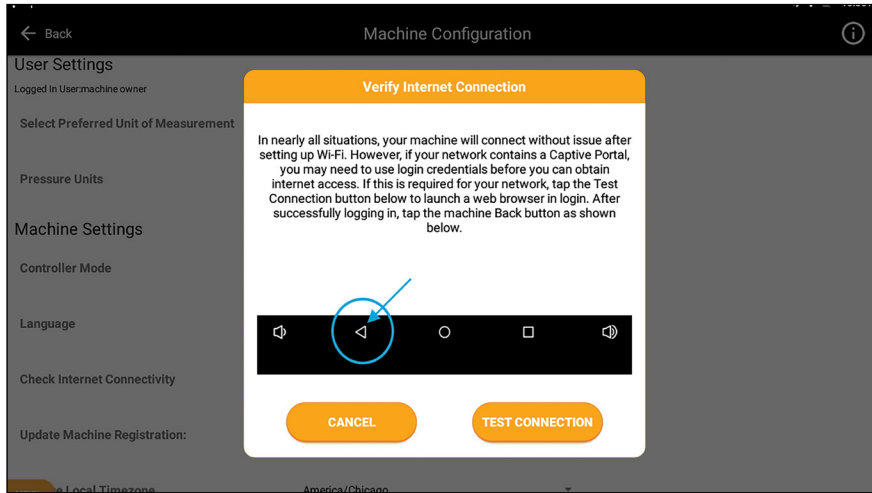 Back
Machine Configuration
User Settings
Logged In User:machine owner
Select Preferred Unit of Measurement
Pressure Units
Machine Settings
Controller Mode
Language
Check Internet Connectivity
Update Machine Registration:
Local Timezone
America/Chicago
Verify Internet Connection
In nearly all situations, your machine will connect without issue after
setting up Wi-Fi. However, if your network contains a Captive Portal,
you may need to use login credentials before you can obtain
internet access. If this is required for your network, tap the Test
Connection button below to launch a web browser in login. After
successfully logging in, tap the machine Back button as shown
below.
CANCEL
TEST CONNECTION